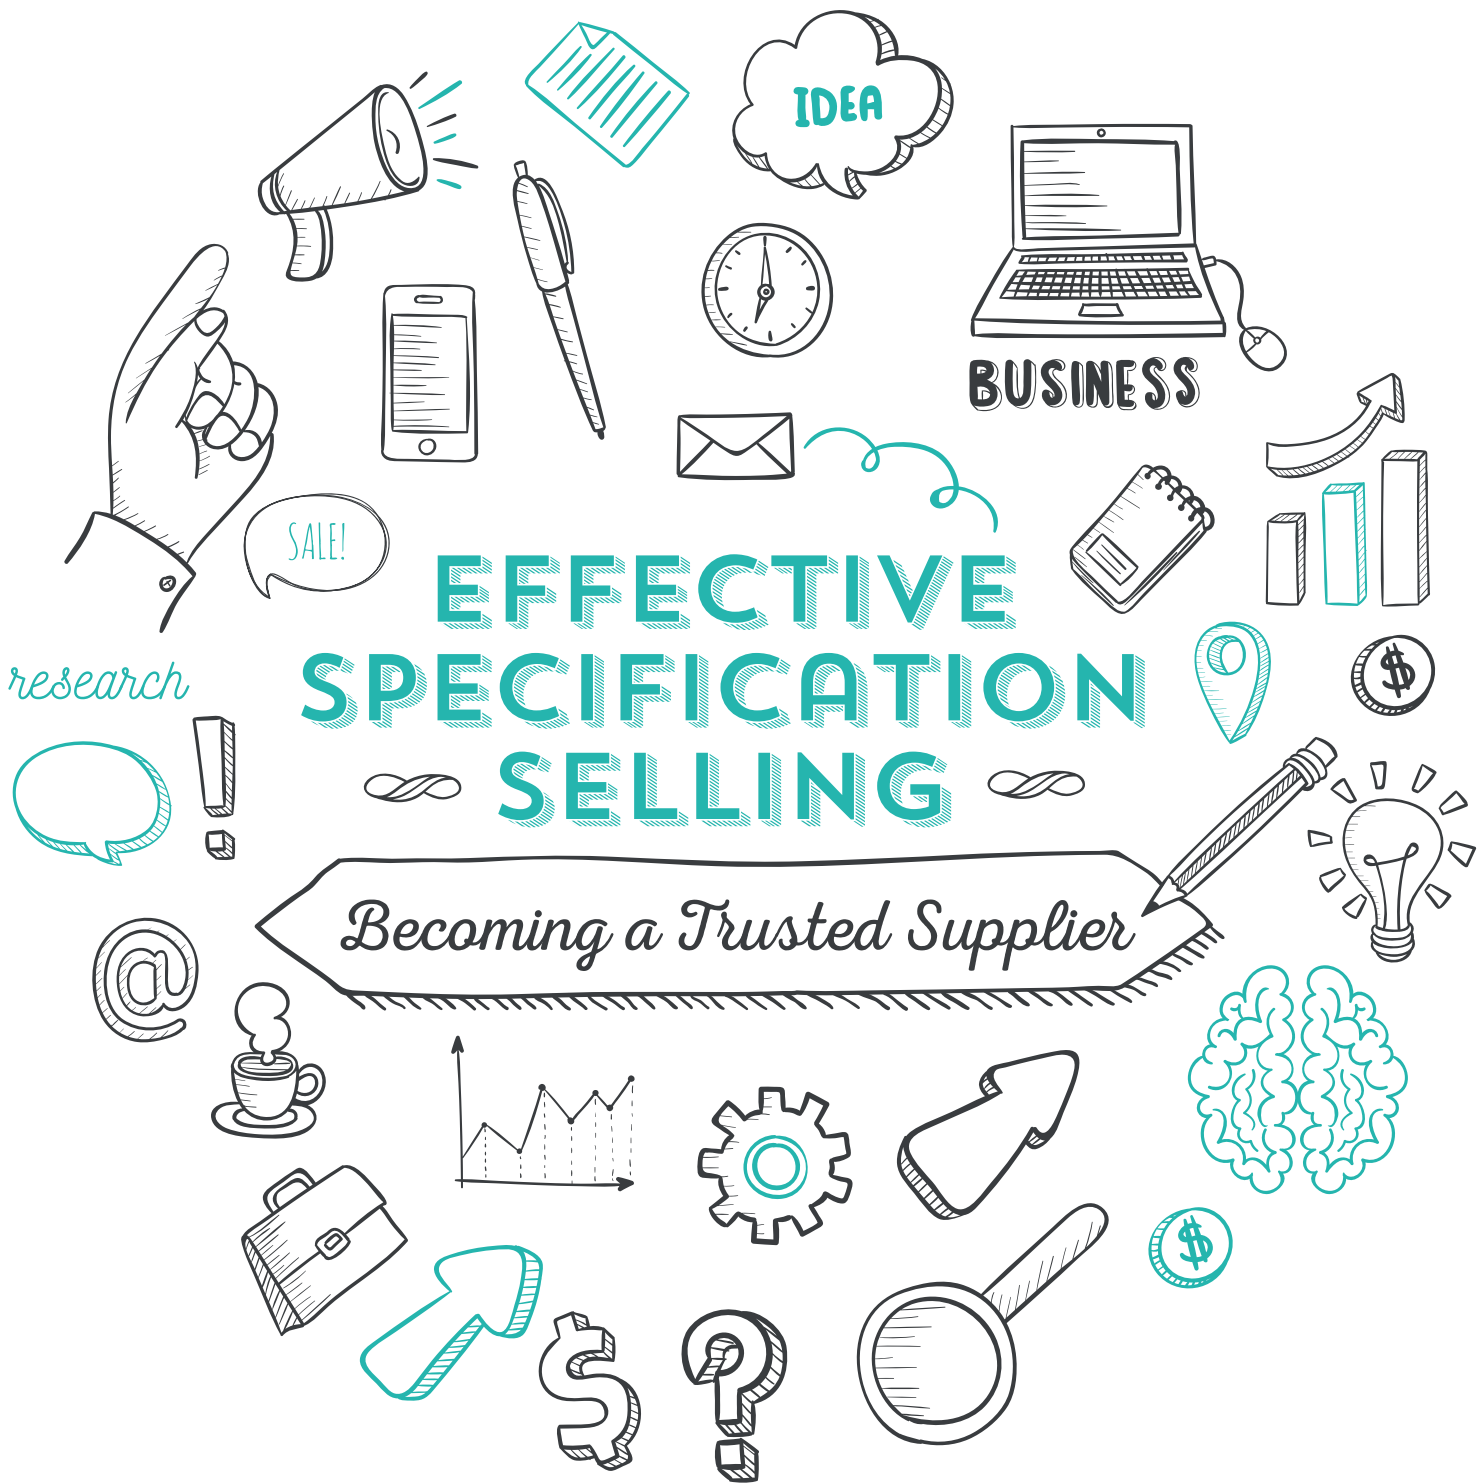 IDEA
BUSINESS
SALE!
EFFECTIVE
SPECIFICATION
SELLING
research
$
!
Becoming a Trusted Supplier
@
$
$
?